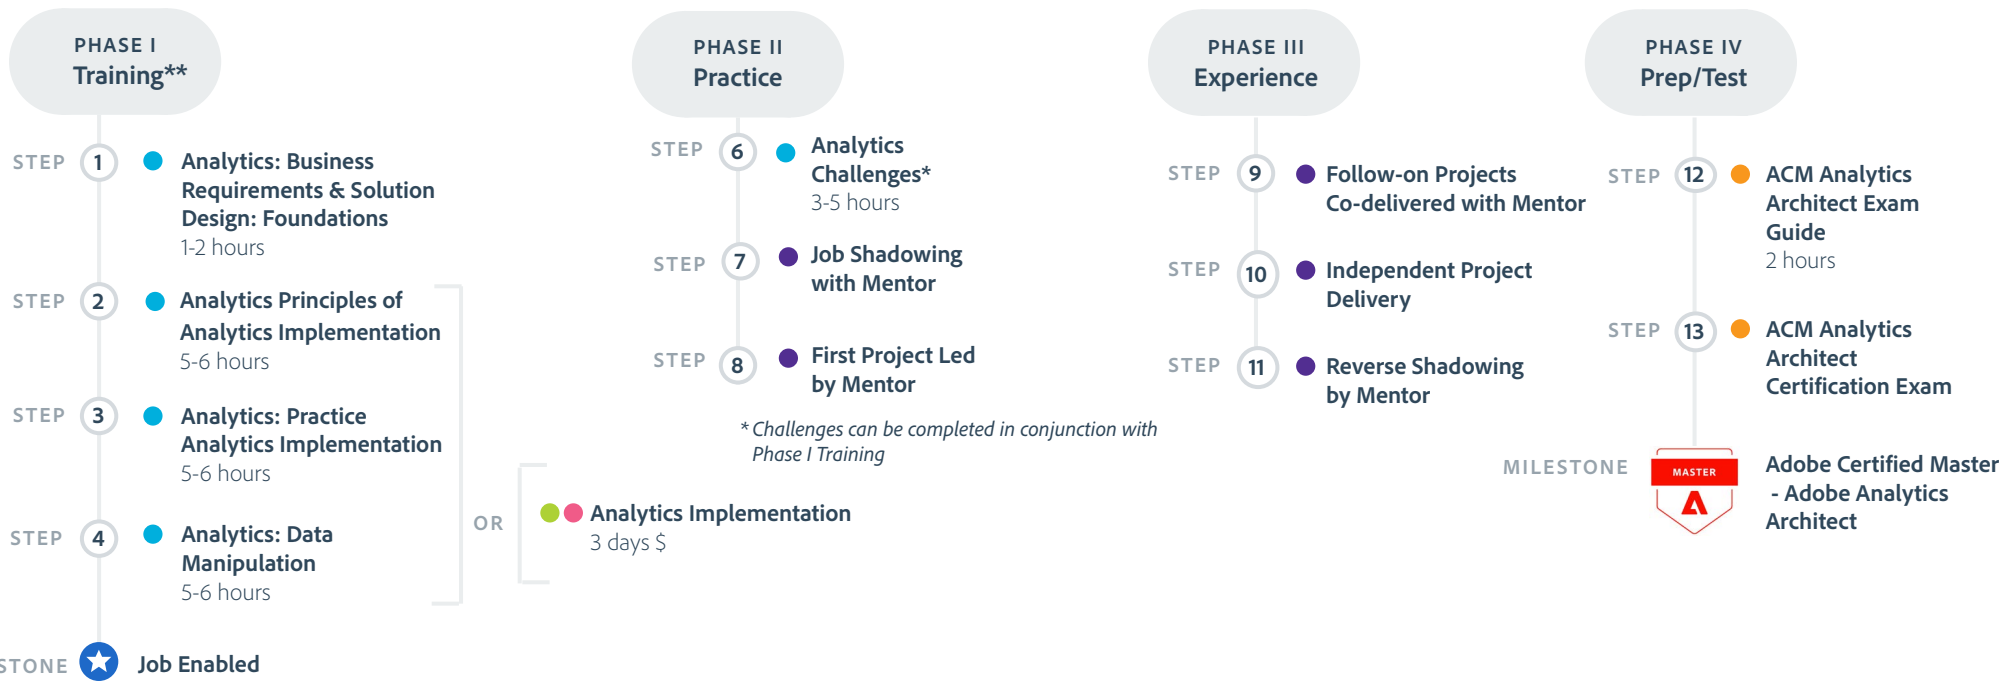 PHASE I
Training**
STEP 1
Analytics: Business
Requirements & Solution
Design: Foundations
1-2 hours
STEP 2
Analytics Principles of
Analytics Implementation
5-6 hours
STEP 3
Analytics: Practice
Analytics Implementation
5-6 hours
STEP 4
Analytics: Data
Manipulation
5-6 hours
OR
Analytics Implementation
3 days $
STONE
Job Enabled
PHASE II
Practice
STEP 6
Analytics
Challenges*
3-5 hours
STEP 7
Job Shadowing
with Mentor
STEP 8
First Project Led
by Mentor
* Challenges can be completed in conjunction with
Phase I Training
PHASE III
Experience
STEP 9
Follow-on Projects
Co-delivered with Mentor
STEP 10
Independent Project
Delivery
STEP 11
Reverse Shadowing
by Mentor
PHASE IV
Prep/Test
STEP 12
ACM Analytics
Architect Exam
Guide
2 hours
STEP 13
ACM Analytics
Architect
Certification Exam
MILESTONE
MASTER
Adobe Certified Master
- Adobe Analytics
Architect